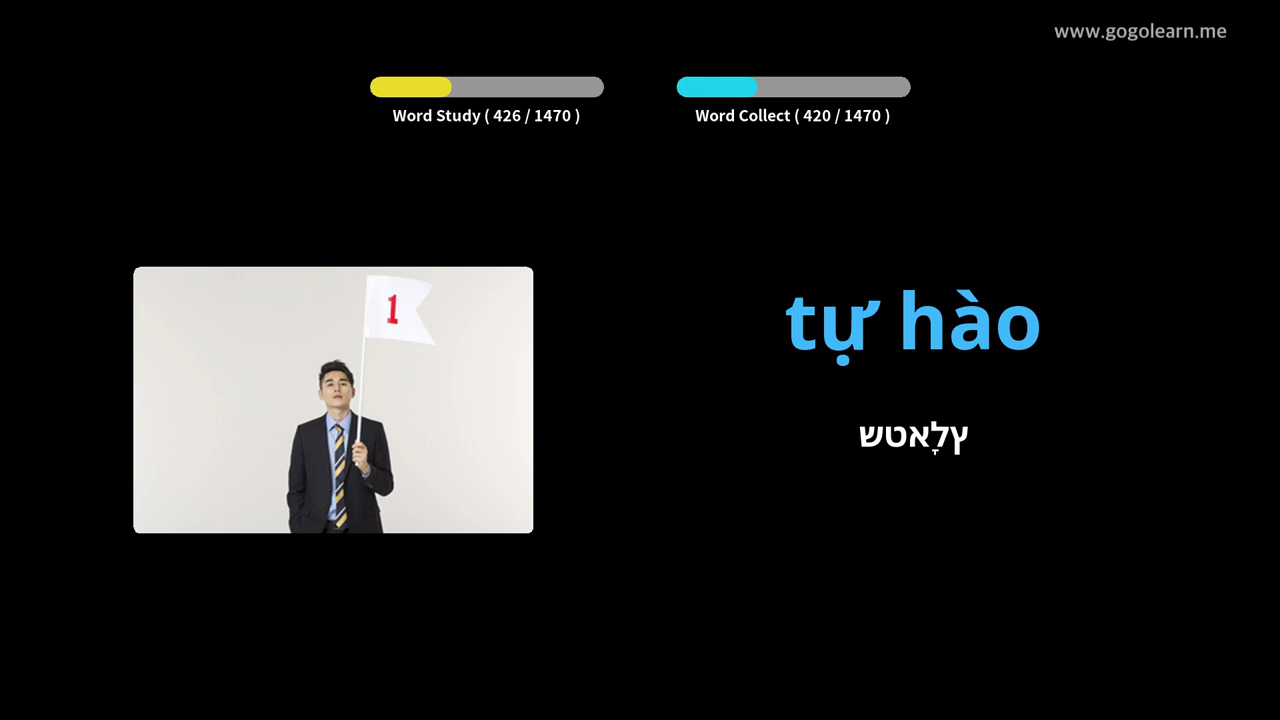 www.gogolearn.me
Word Study ( 426 / 1470 )
Word Collect ( 420 / 1470 )
1
tự hào
ץלָאטש